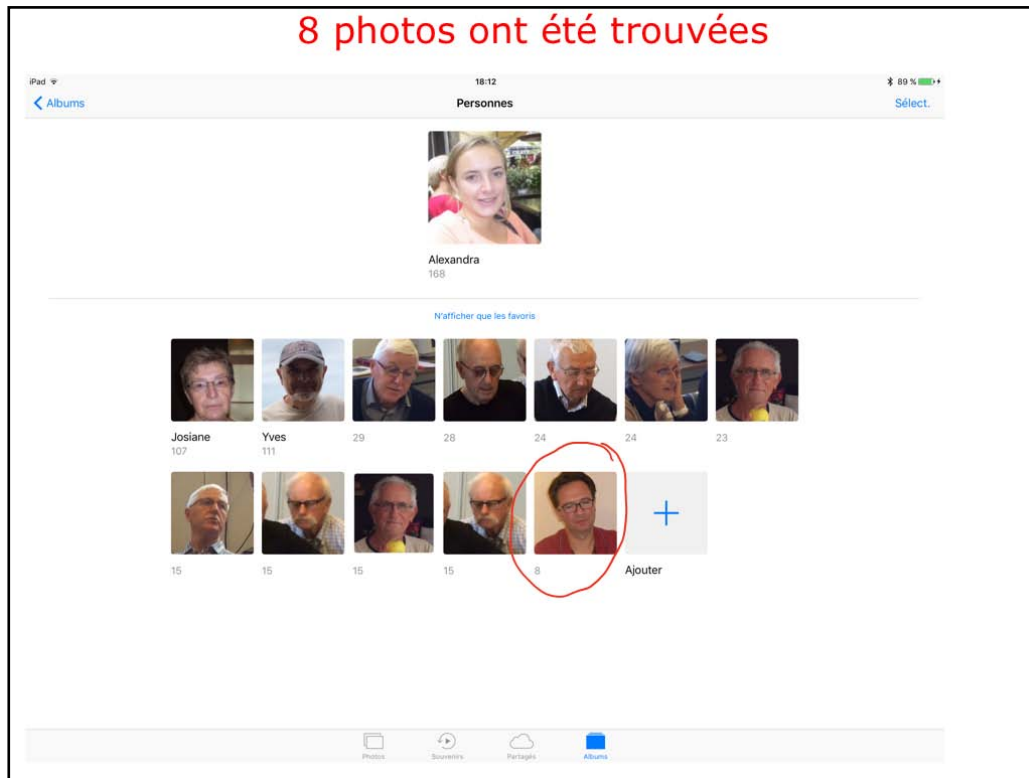 8 photos ont été trouvées
iPad 18:12 89 %
Albums Personnes Sélect.
Alexandra
168
N'afficher que les favoris
Josiane Yves
107 111 29 28 24 24 23
15 15 15 15 8 Ajouter
Photos Souvenirs Partagés Albums